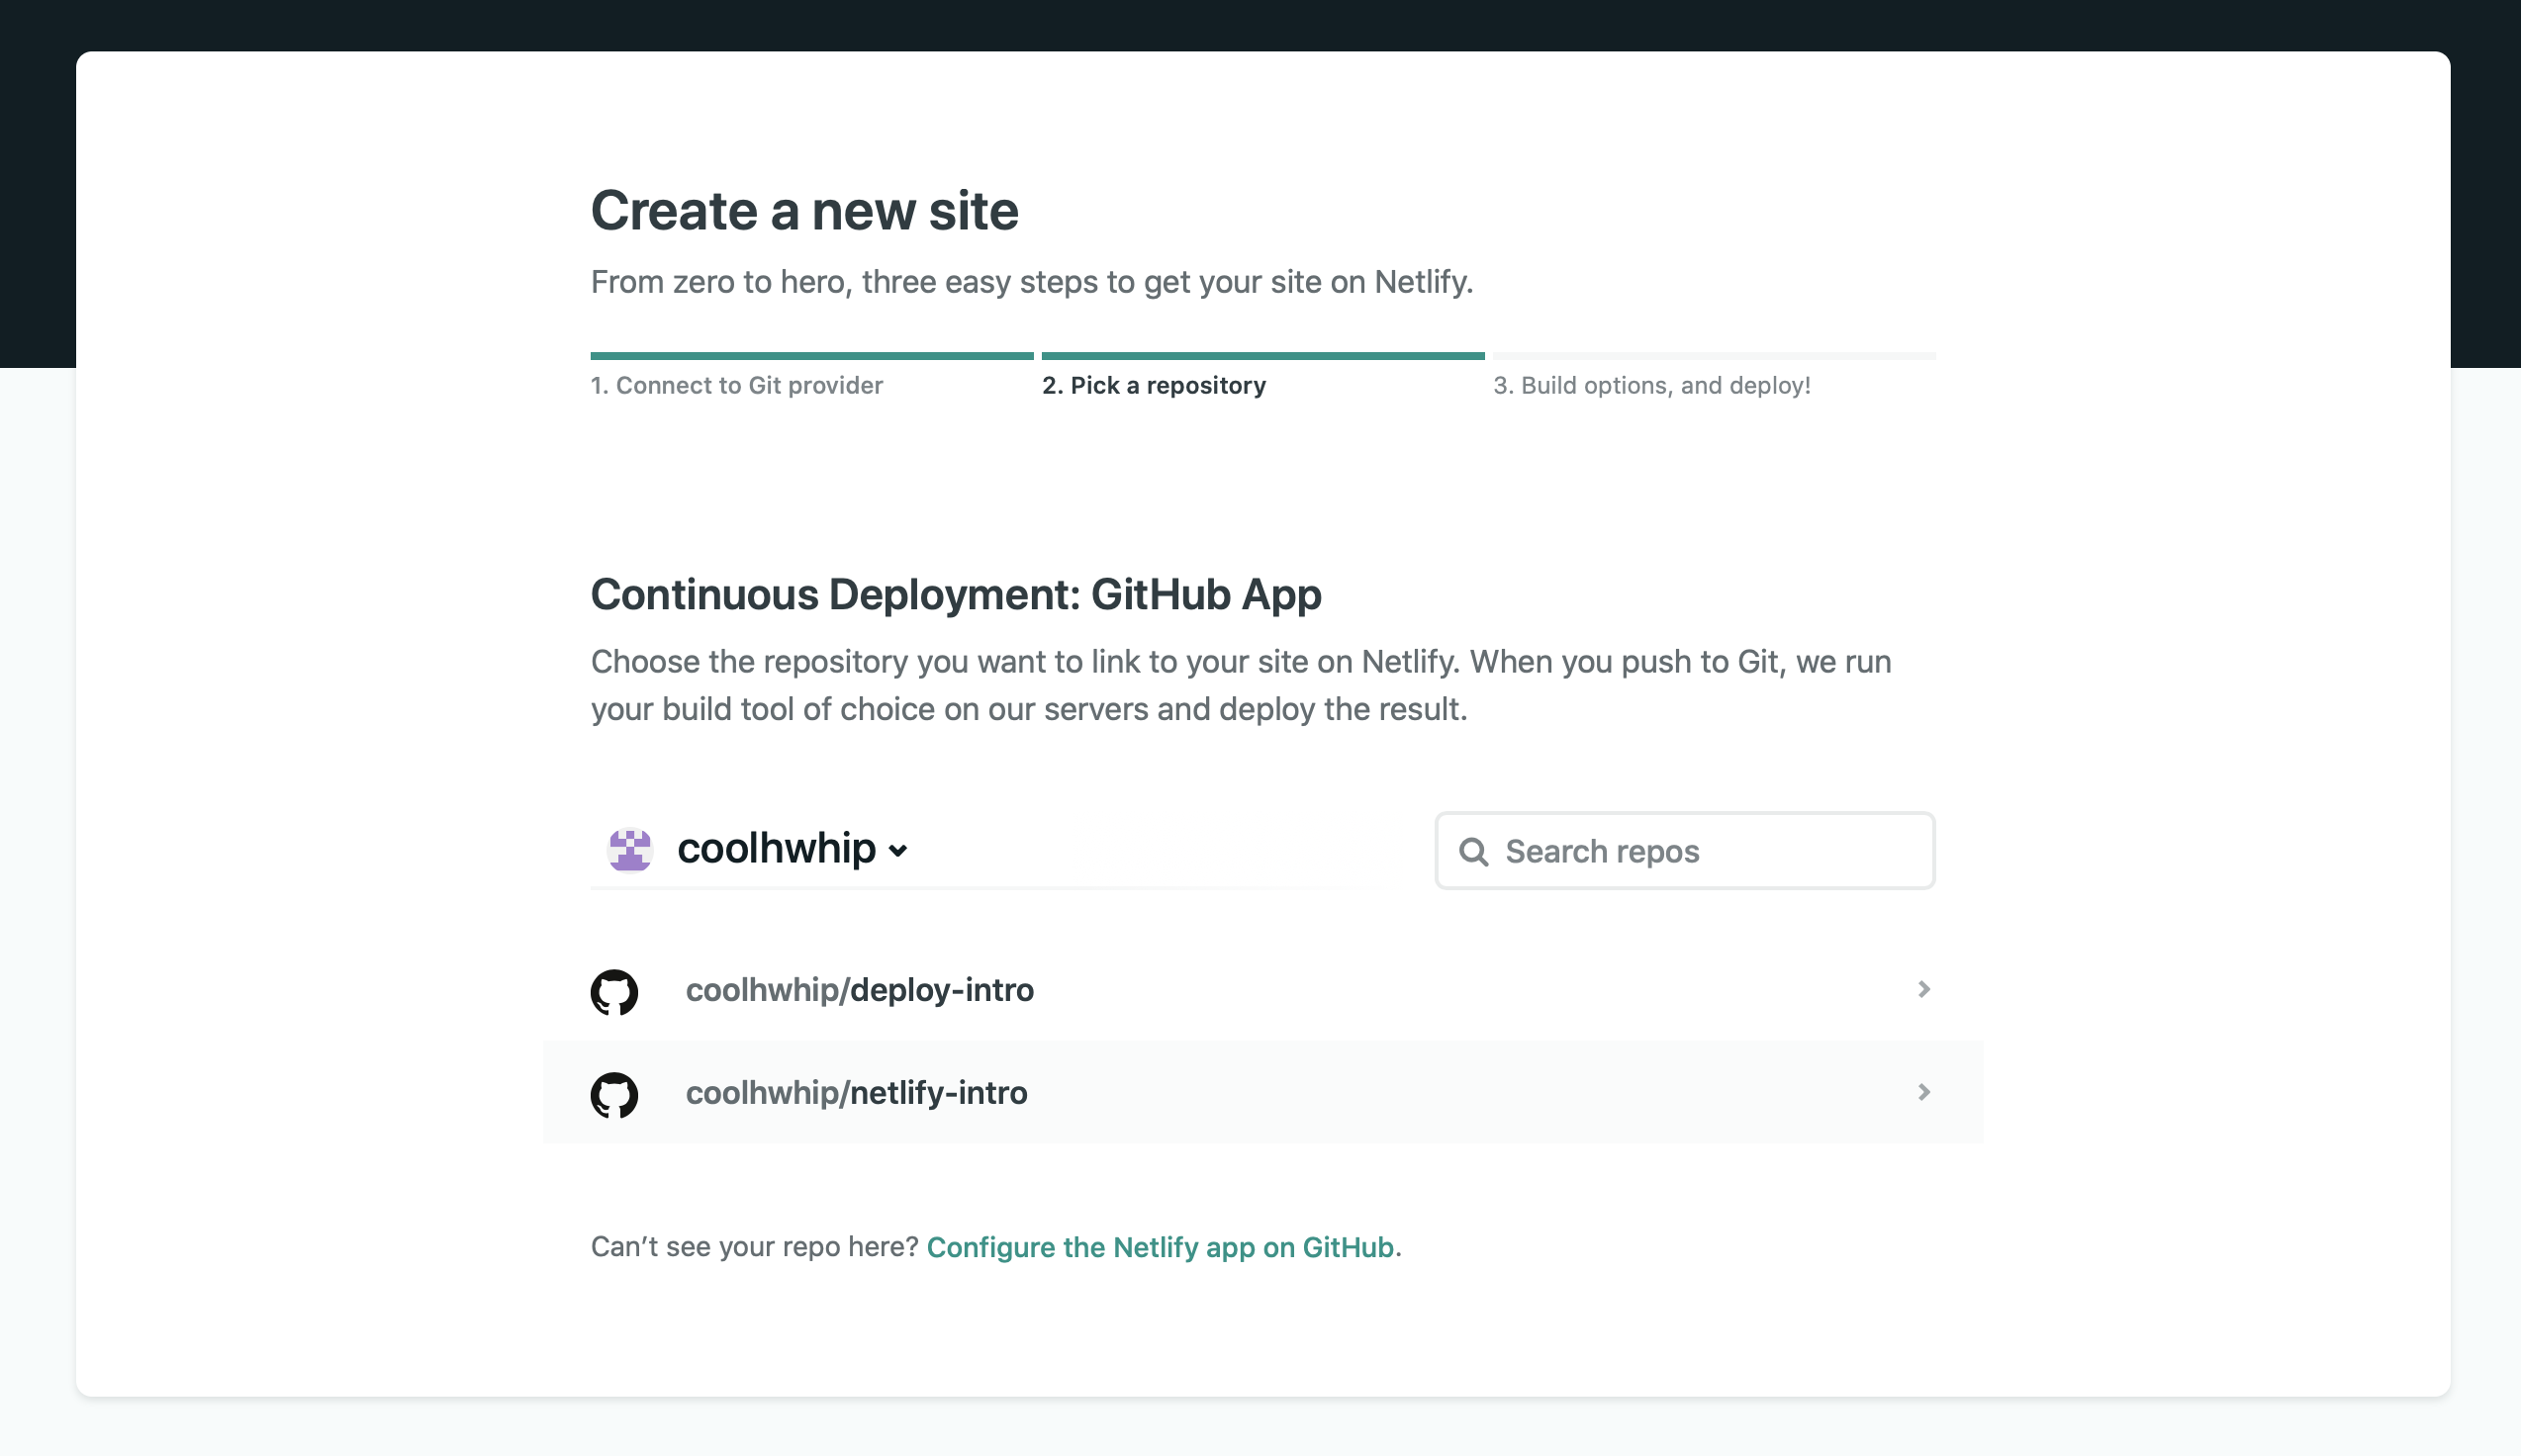 Create a new site
From zero to hero, three easy steps to get your site on Netlify.
1. Connect to Git provider
2. Pick a repository
3. Build options, and deploy!
Continuous Deployment: GitHub App
Choose the repository you want to link to your site on Netlify. When you push to Git, we run
your build tool of choice on our servers and deploy the result.
coolhwhip
Search repos
coolhwhip/deploy-intro
coolhwhip/netlify-intro
Can’t see your repo here? Configure the Netlify app on GitHub.